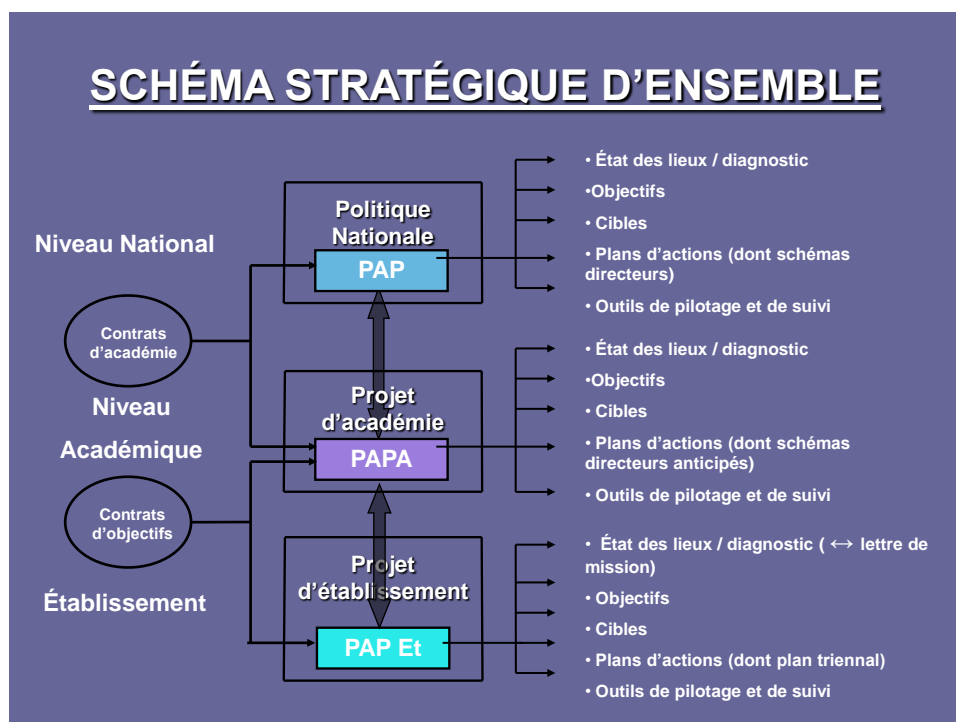 SCHÉMA STRATÉGIQUE D’ENSEMBLE
Niveau National
Contrats
d’académie
Niveau
Académique
Contrats
d’objectifs
Établissement
Politique
Nationale
PAP
Projet
d’académie
PAPA
Projet
d’établissement
PAP Et
• État des lieux / diagnostic
•Objectifs
• Cibles
• Plans d’actions (dont schémas
directeurs)
• Outils de pilotage et de suivi
• État des lieux / diagnostic
•Objectifs
• Cibles
• Plans d’actions (dont schémas
directeurs anticipés)
• Outils de pilotage et de suivi
• État des lieux / diagnostic ( ↔ lettre de
mission)
• Objectifs
• Cibles
• Plans d’actions (dont plan triennal)
• Outils de pilotage et de suivi